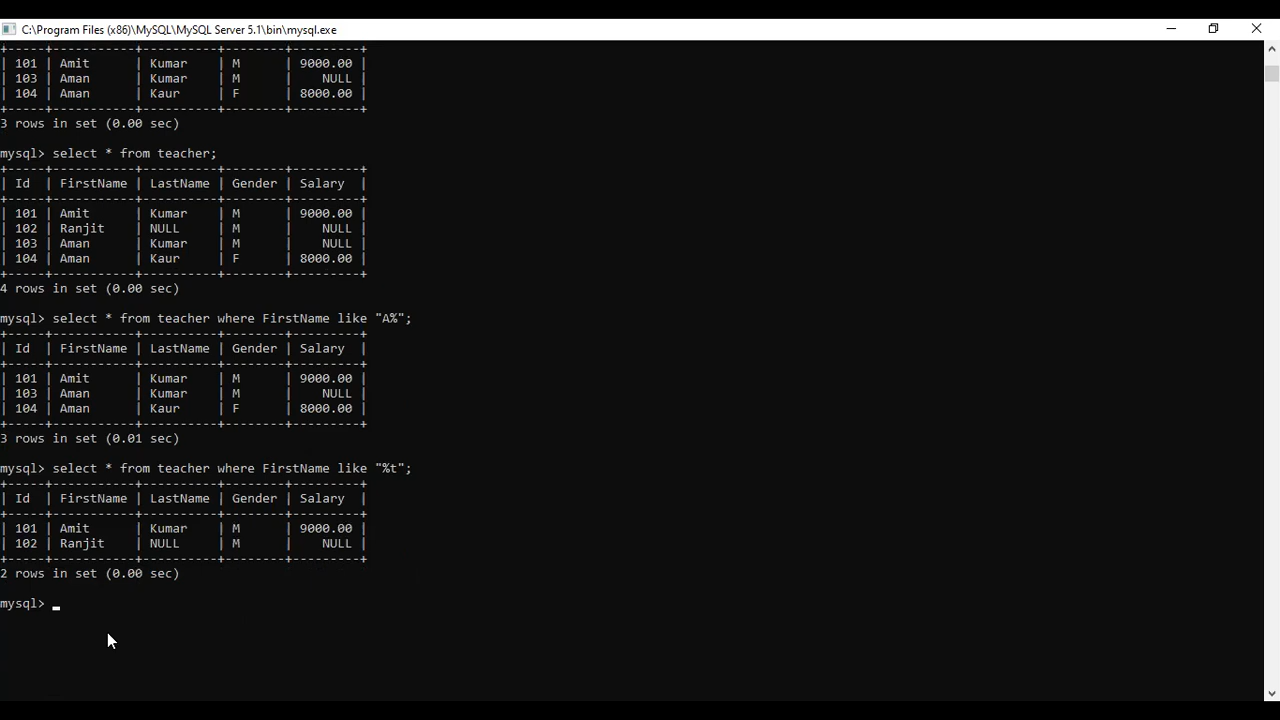 C:\Program Files (x86)\MySQL\MySQL Server 5.1\bin\mysql.exe
+-----+-----------+----------+--------+---------+
| 101 | Amit      | Kumar    | M      | 9000.00 |
| 103 | Aman      | Kumar    | M      |    NULL |
| 104 | Aman      | Kaur     | F      | 8000.00 |
+-----+-----------+----------+--------+---------+
3 rows in set (0.00 sec)
mysql> select * from teacher;
+-----+-----------+----------+--------+---------+
| Id  | FirstName | LastName | Gender | Salary  |
+-----+-----------+----------+--------+---------+
| 101 | Amit      | Kumar    | M      | 9000.00 |
| 102 | Ranjit    | NULL     | M      |    NULL |
| 103 | Aman      | Kumar    | M      |    NULL |
| 104 | Aman      | Kaur     | F      | 8000.00 |
+-----+-----------+----------+--------+---------+
4 rows in set (0.00 sec)
mysql> select * from teacher where FirstName like "A%";
+-----+-----------+----------+--------+---------+
| Id  | FirstName | LastName | Gender | Salary  |
+-----+-----------+----------+--------+---------+
| 101 | Amit      | Kumar    | M      | 9000.00 |
| 103 | Aman      | Kumar    | M      |    NULL |
| 104 | Aman      | Kaur     | F      | 8000.00 |
+-----+-----------+----------+--------+---------+
3 rows in set (0.01 sec)
mysql> select * from teacher where FirstName like "%t";
+-----+-----------+----------+--------+---------+
| Id  | FirstName | LastName | Gender | Salary  |
+-----+-----------+----------+--------+---------+
| 101 | Amit      | Kumar    | M      | 9000.00 |
| 102 | Ranjit    | NULL     | M      |    NULL |
+-----+-----------+----------+--------+---------+
2 rows in set (0.00 sec)
mysql> _